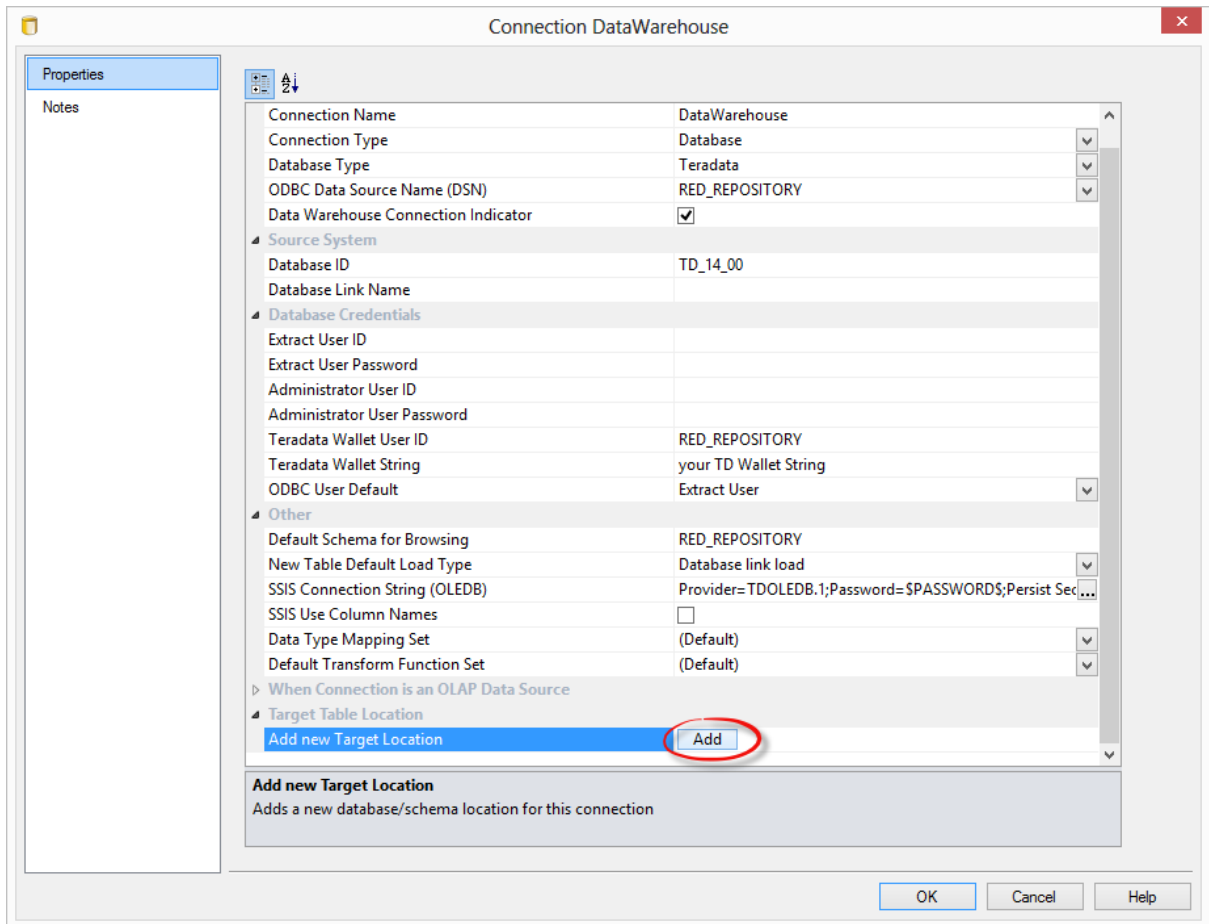 Connection DataWarehouse
Properties
Notes
Connection Name DataWarehouse
Connection Type Database
Database Type Teradata
ODBC Data Source Name (DSN) RED_REPOSITORY
Data Warehouse Connection Indicator
Source System
Database ID TD_14_00
Database Link Name
Database Credentials
Extract User ID
Extract User Password
Administrator User ID
Administrator User Password
Teradata Wallet User ID RED_REPOSITORY
Teradata Wallet String your TD Wallet String
ODBC User Default Extract User
Other
Default Schema for Browsing RED_REPOSITORY
New Table Default Load Type Database link load
SSIS Connection String (OLEDB) Provider=TDOLEDB.1;Password=$PASSWORD$;Persist Sec ...
SSIS Use Column Names
Data Type Mapping Set (Default)
Default Transform Function Set (Default)
When Connection is an OLAP Data Source
Target Table Location
Add new Target Location Add
Add new Target Location
Adds a new database/schema location for this connection
OK Cancel Help